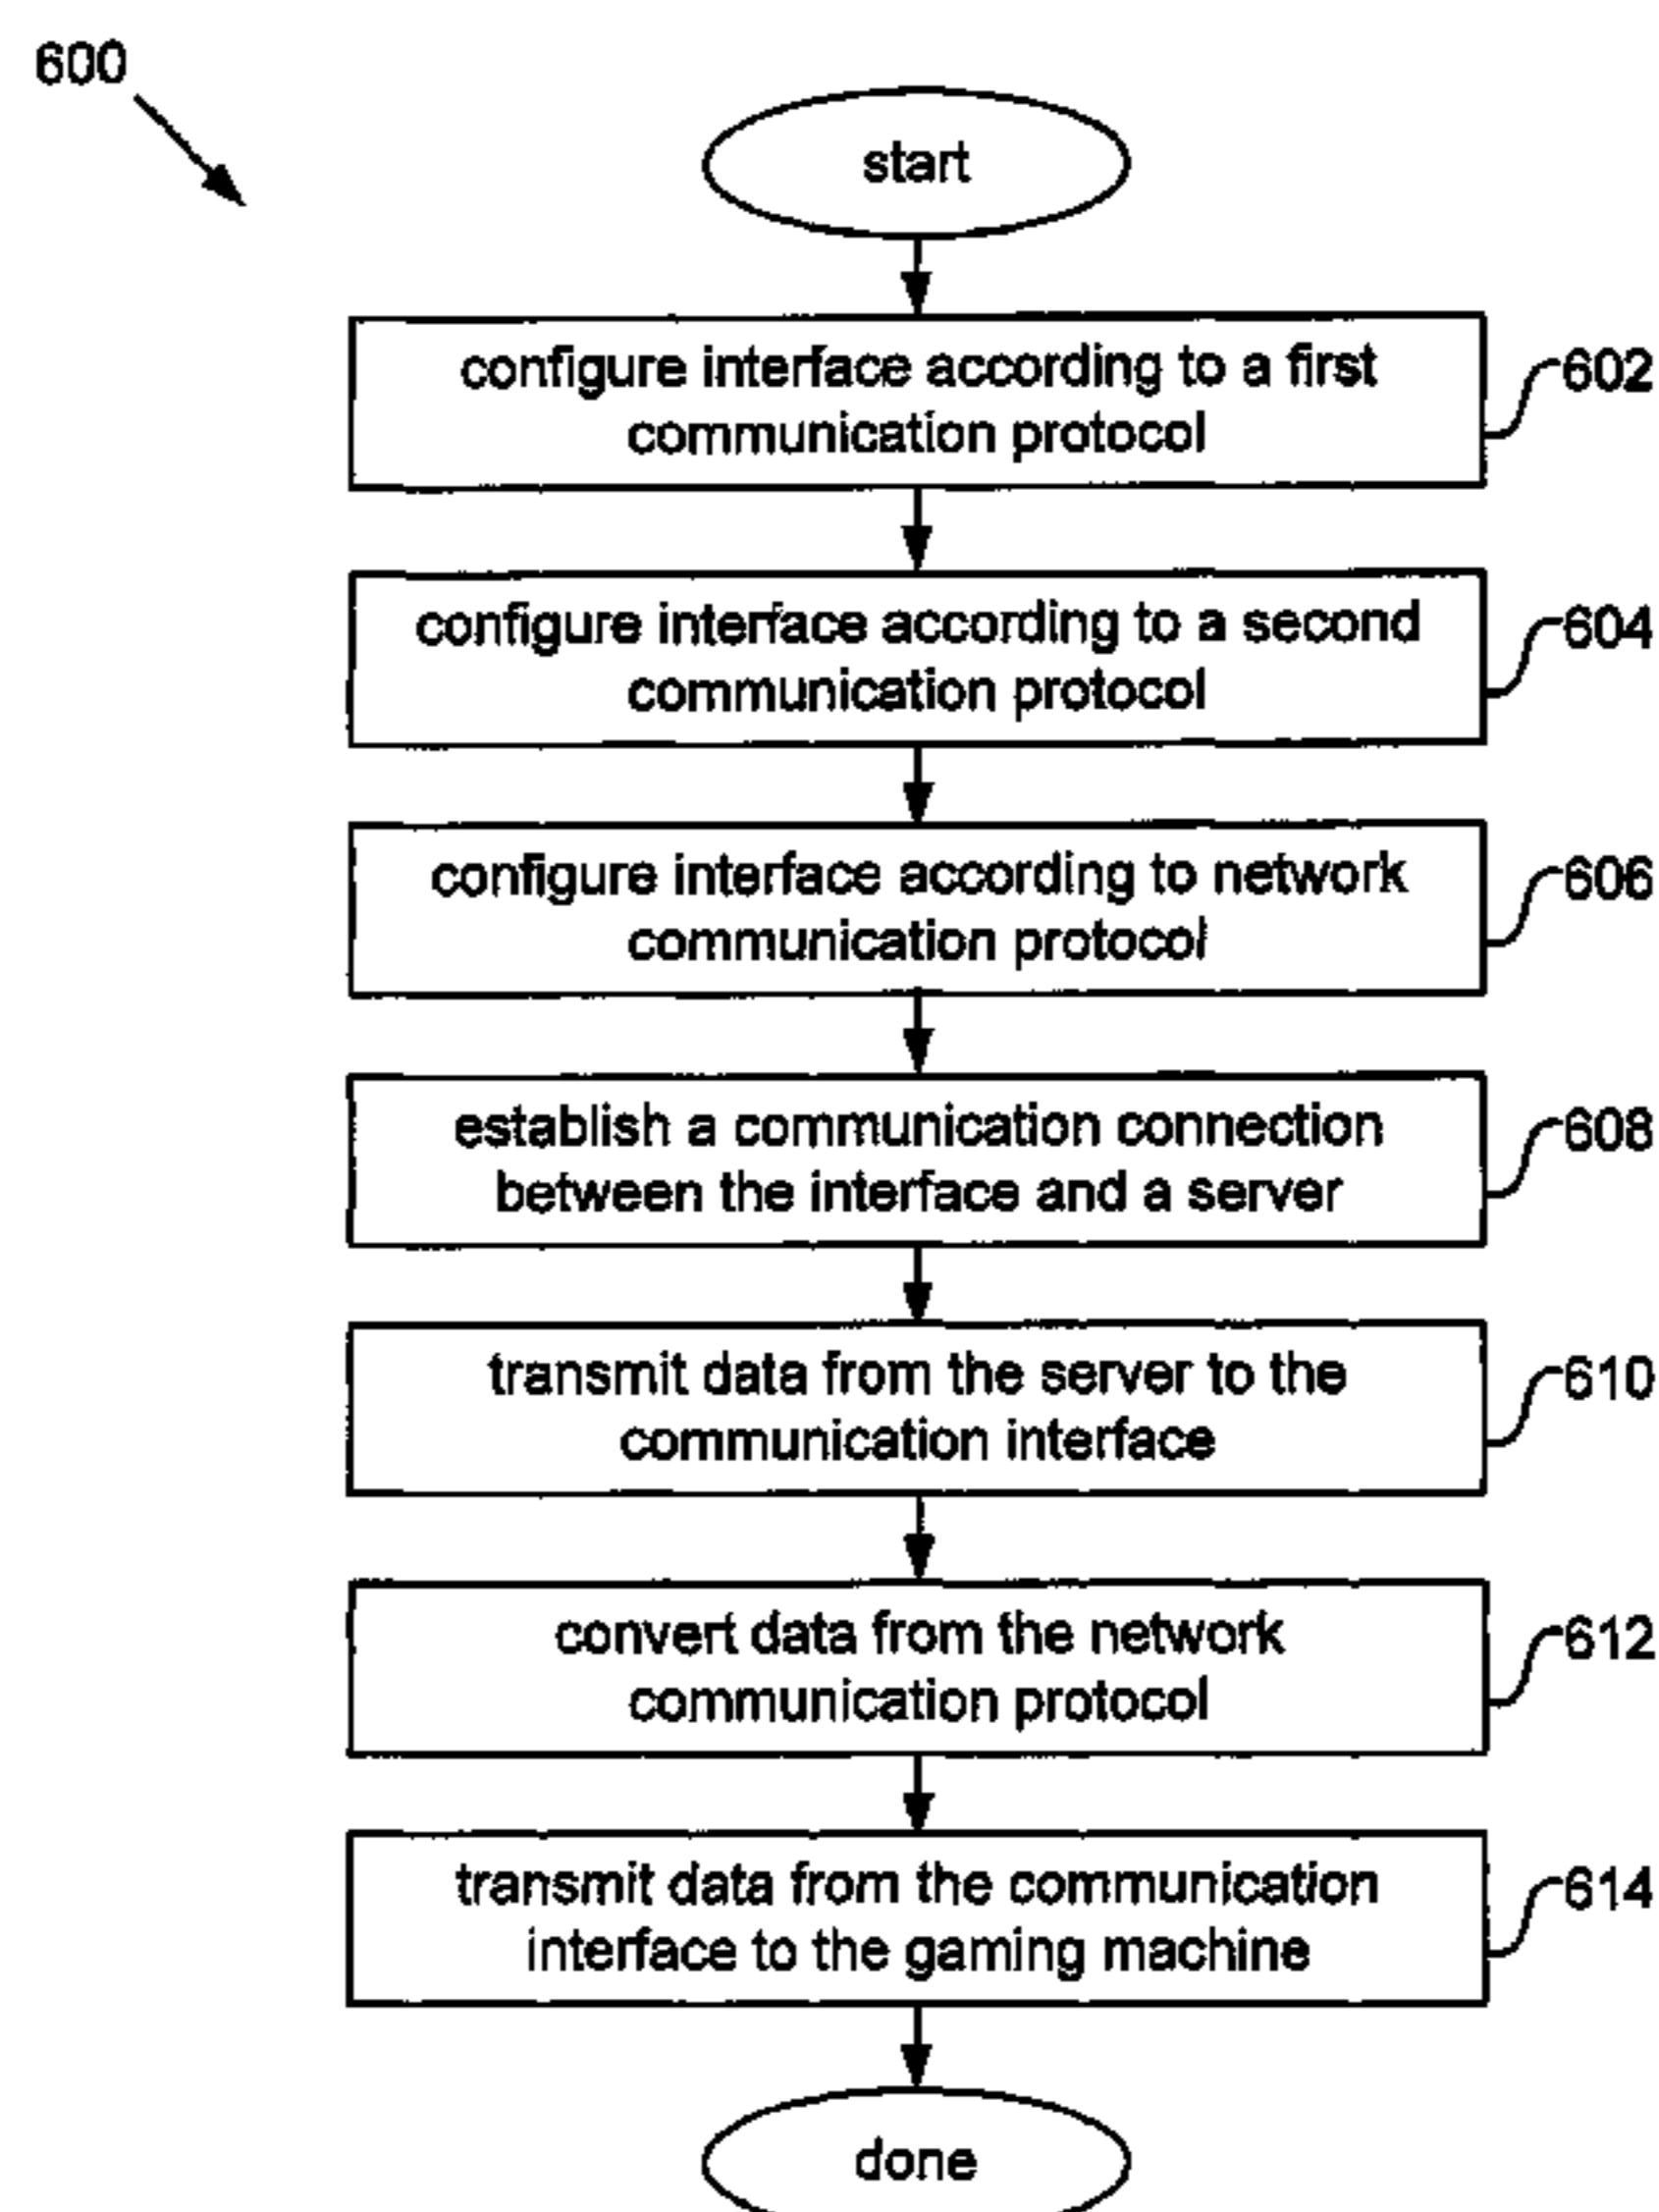 600
start
configure interface according to a first
communication protocol
602
configure interface according to a second
communication protocol
604
configure interface according to network
communication protocol
606
establish a communication connection
between the interface and a server
608
transmit data from the server to the
communication interface
610
convert data from the network
communication protocol
612
transmit data from the communication
interface to the gaming machine
614
done